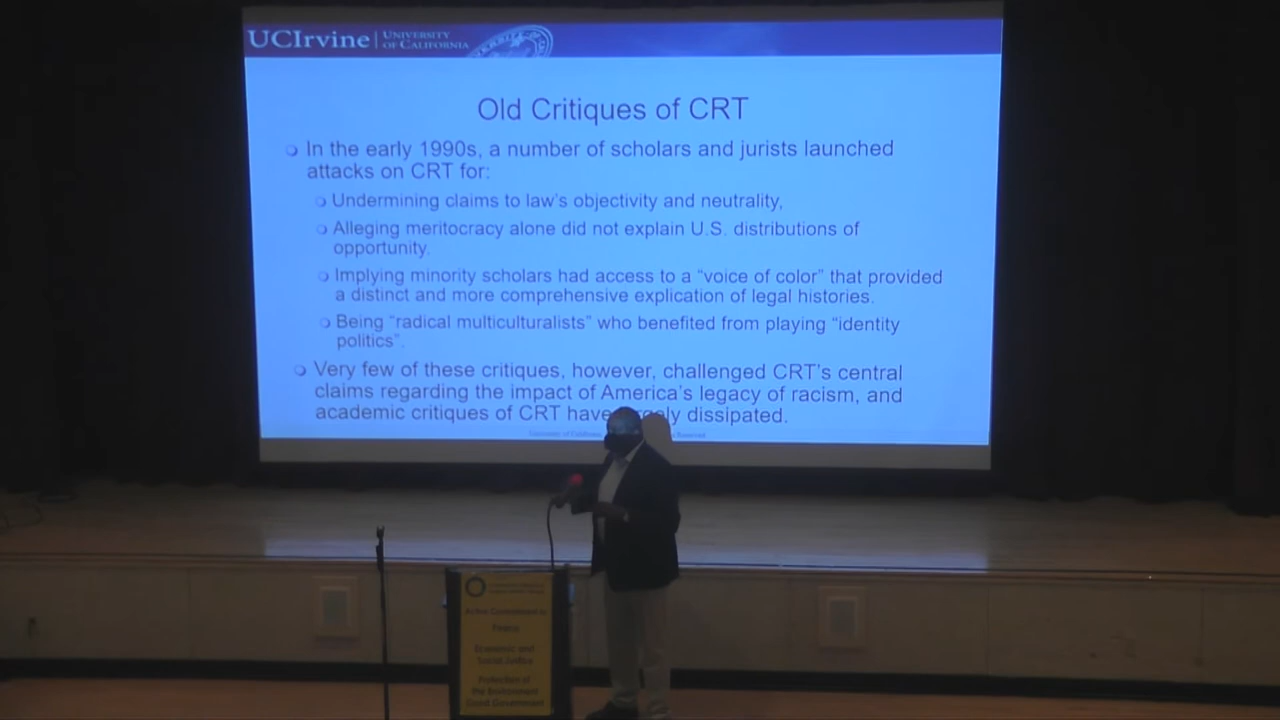 UCIrvine | UNIVERSITY OF CALIFORNIA
Old Critiques of CRT
In the early 1990s, a number of scholars and jurists launched
attacks on CRT for:
Undermining claims to law's objectivity and neutrality,
Alleging meritocracy alone did not explain U.S. distributions of
opportunity.
Implying minority scholars had access to a "voice of color" that provided
a distinct and more comprehensive explication of legal histories.
Being "radical multiculturalists" who benefited from playing "identity
politics".
Very few of these critiques, however, challenged CRT's central
claims regarding the impact of America's legacy of racism, and
academic critiques of CRT have dissipated.
University of California
Reserved
Economic and
Social Justice
Protection of
the Environment
Good Government